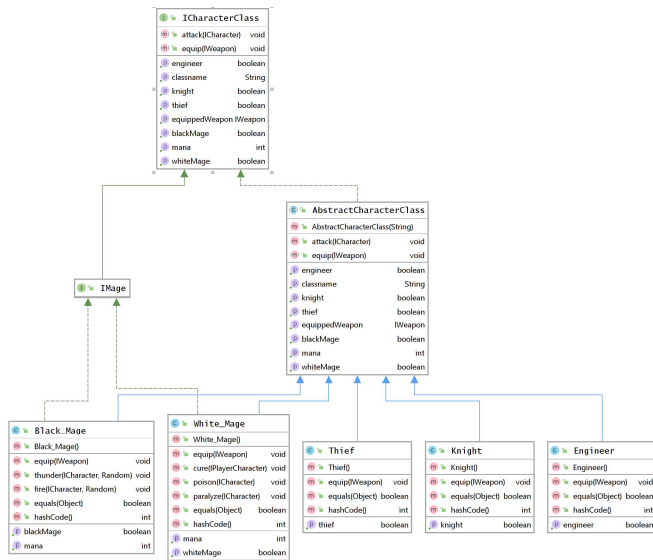 ICharacterClass
attack(ICharacter) void
equip(IWeapon) void
engineer boolean
classname String
knight boolean
thief boolean
equippedWeapon IWeapon
blackMage boolean
mana int
whiteMage boolean
AbstractCharacterClass
AbstractCharacterClass(String)
attack(ICharacter) void
equip(IWeapon) void
engineer boolean
classname String
knight boolean
thief boolean
equippedWeapon IWeapon
blackMage boolean
mana int
whiteMage boolean
IMage
Black_Mage
Black_Mage()
equip(IWeapon) void
thunder(ICharacter, Random) void
fire(ICharacter, Random) void
equals(Object) boolean
hashCode() int
blackMage boolean
mana int
White_Mage
White_Mage()
equip(IWeapon) void
cure(IPlayerCharacter) void
poison(ICharacter) void
paralyze(ICharacter) void
equals(Object) boolean
hashCode() int
mana int
whiteMage boolean
Thief
Thief()
equip(IWeapon) void
equals(Object) boolean
hashCode() int
thief boolean
Knight
Knight()
equip(IWeapon) void
equals(Object) boolean
hashCode() int
knight boolean
Engineer
Engineer()
equip(IWeapon) void
equals(Object) boolean
hashCode() int
engineer boolean